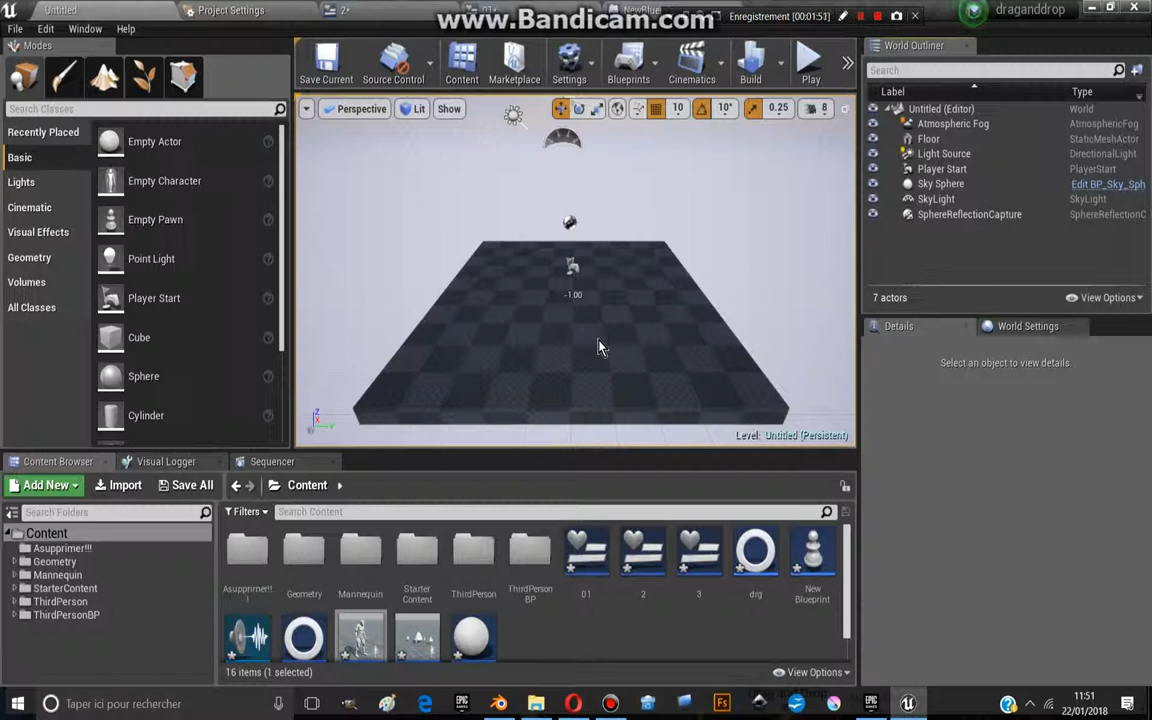 Untitled
Project Settings
2*
01*
NewBlue
www.Bandicam.com
Enregistrement [00:01:51]
draganddrop
File Edit Window Help
Modes
Search Classes
Recently Placed
Basic
Lights
Cinematic
Visual Effects
Geometry
Volumes
All Classes
Empty Actor
Empty Character
Empty Pawn
Point Light
Player Start
Cube
Sphere
Cylinder
Save Current
Source Control
Content
Marketplace
Settings
Blueprints
Cinematics
Build
Play
Perspective
Lit
Show
10
10°
0.25
8
-1.00
Z
X
Y
Level: Untitled (Persistent)
World Outliner
Search
Label Type
Untitled (Editor) World
Atmospheric Fog AtmosphericFog
Floor StaticMeshActor
Light Source DirectionalLight
Player Start PlayerStart
Sky Sphere Edit BP_Sky_Sph
SkyLight SkyLight
SphereReflectionCapture SphereReflectionC
7 actors
View Options
Details
World Settings
Select an object to view details.
Content Browser
Visual Logger
Sequencer
Add New
Import
Save All
Content
Search Folders
Filters
Search Content
Content
Asupprimer!!!
Geometry
Mannequin
StarterContent
ThirdPerson
ThirdPersonBP
Asupprimer!!
!
Geometry
Mannequin
Starter
Content
ThirdPerson
ThirdPerson
BP
01
2
3
drg
New
Blueprint
16 items (1 selected)
View Options
Taper ici pour rechercher
11:51
22/01/2018